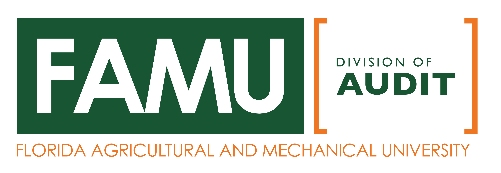 FAMU
DIVISION OF
AUDIT
FLORIDA AGRICULTURAL AND MECHANICAL UNIVERSITY